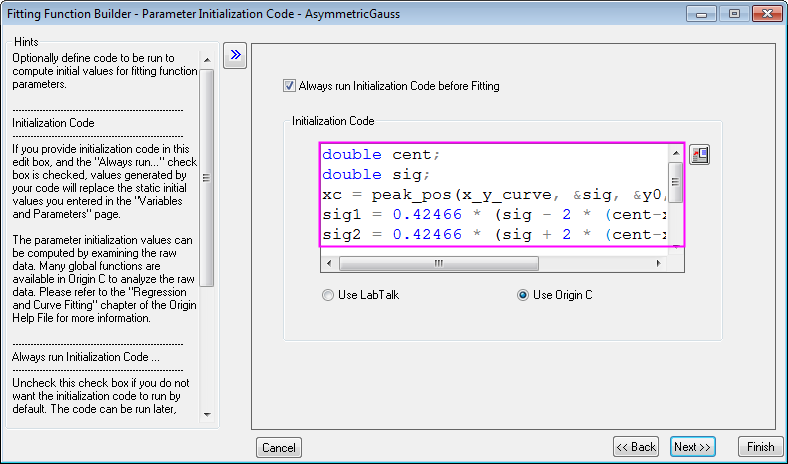 Fitting Function Builder - Parameter Initialization Code - AsymmetricGauss
Hints
Optionally define code to be run to
compute initial values for fitting function
parameters.
----------------------------------------------------
Initialization Code
----------------------------------------------------
If you provide initialization code in this
edit box, and the "Always run..." check
box is checked, values generated by
your code will replace the static initial
values you entered in the "Variables
and Parameters" page.
The parameter initialization values can
be computed by examining the raw
data. Many global functions are
available in Origin C to analyze the raw
data. Please refer to the "Regression
and Curve Fitting" chapter of the Origin
Help File for more information.
----------------------------------------------------
Always run Initialization Code ...
----------------------------------------------------
Uncheck this check box if you do not
want the initialization code to run by
default. The code can be run later,
Always run Initialization Code before Fitting
Initialization Code
double cent;
double sig;
xc = peak_pos(x_y_curve, &sig, &y0,
sig1 = 0.42466 * (sig - 2 * (cent-x
sig2 = 0.42466 * (sig + 2 * (cent-x
Use LabTalk
Use Origin C
Cancel
<< Back
Next >>
Finish